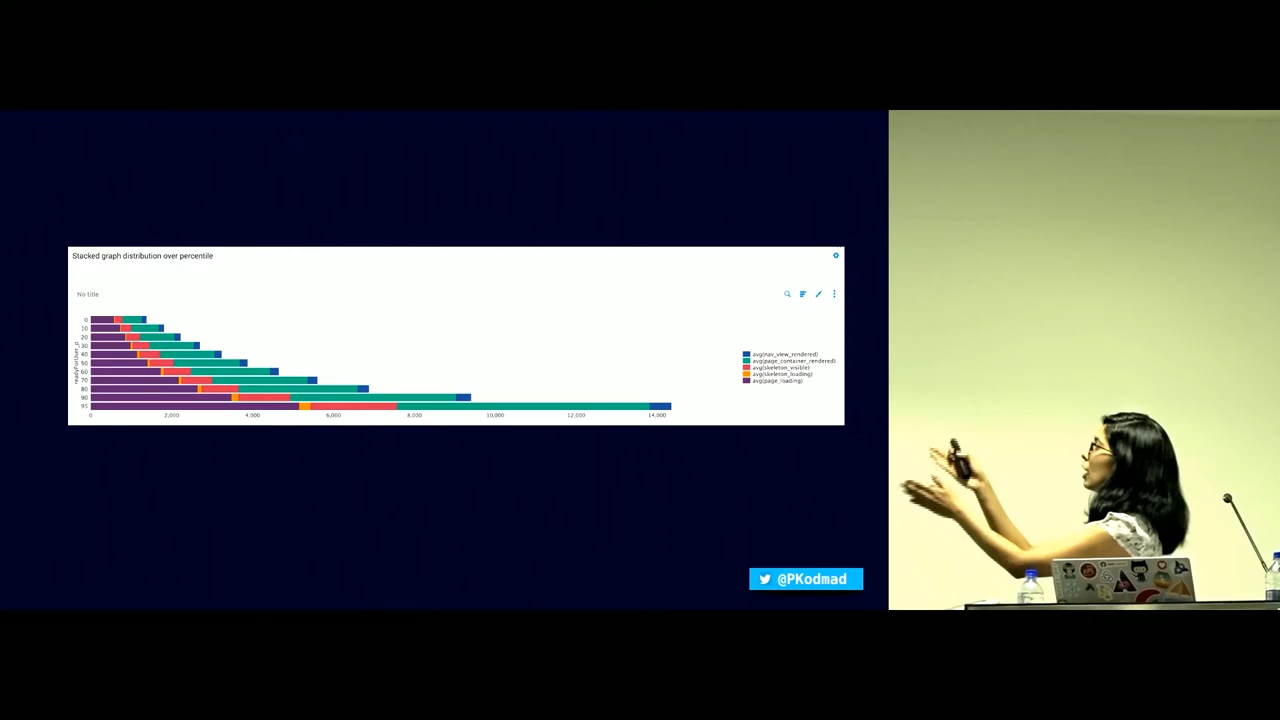 Stacked graph distribution over percentile
No title
readyForUser_p
0
10
20
30
40
50
60
70
80
90
95
0 2,000 4,000 6,000 8,000 10,000 12,000 14,000
avg(nav_view_rendered)
avg(page_container_rendered)
avg(skeleton_visible)
avg(skeleton_loading)
avg(page_loading)
@PKodmad